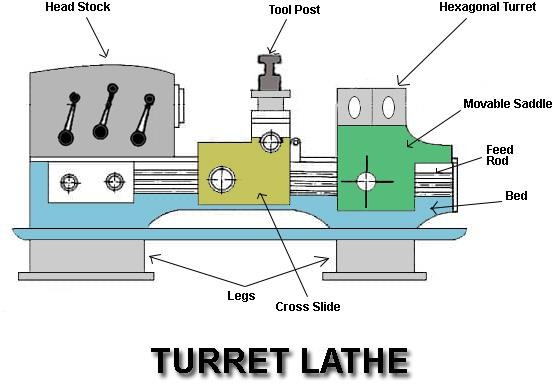 Head Stock
Tool Post
Hexagonal Turret
Movable Saddle
Feed
Rod
Bed
Legs
Cross Slide
TURRET LATHE